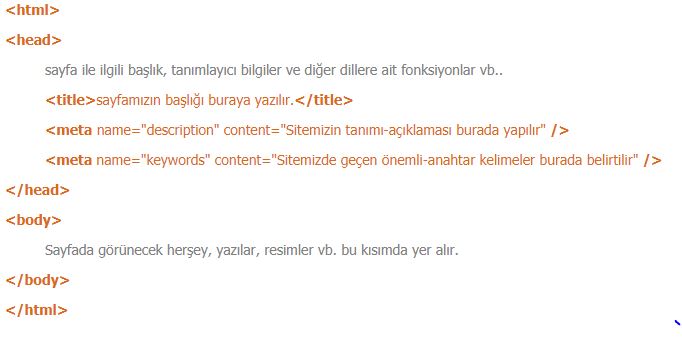 <html>
<head>
sayfa ile ilgili başlık, tanımlayıcı bilgiler ve diğer dillere ait fonksiyonlar vb..
<title>sayfamızın başlığı buraya yazılır.</title>
<meta name="description" content="Sitemizin tanımı-açıklaması burada yapılır" />
<meta name="keywords" content="Sitemizde geçen önemli-anahtar kelimeler burada belirtilir" />
</head>
<body>
Sayfada görünecek herşey, yazılar, resimler vb. bu kısımda yer alır.
</body>
</html>